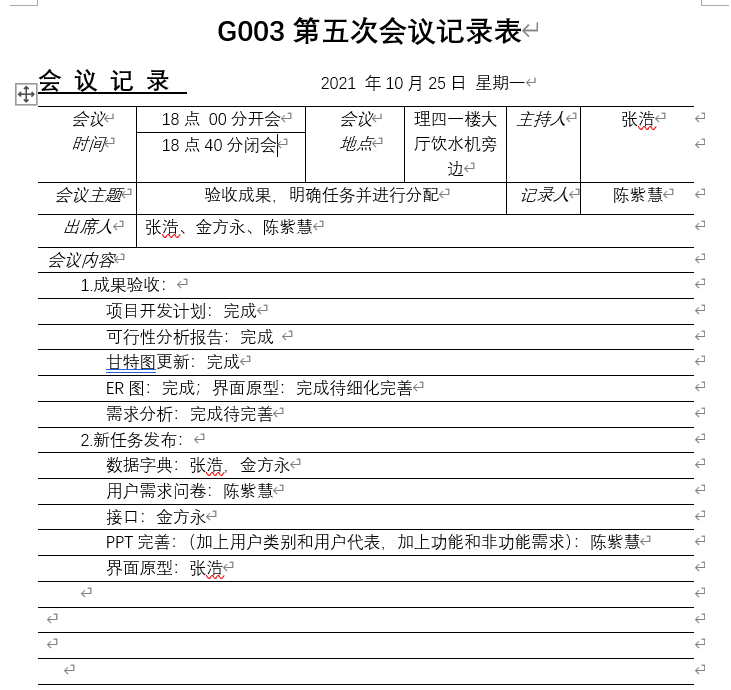 G003 第五次会议记录表
会 议 记 录
2021 年 10 月 25 日 星期一
会议
时间
18 点 00 分开会
18 点 40 分闭会
会议
地点
理四一楼大
厅饮水机旁
边
主持人
张浩
会议主题
验收成果，明确任务并进行分配
记录人
陈紫慧
出席人
张浩、金方永、陈紫慧
会议内容
1.成果验收：
项目开发计划：完成
可行性分析报告：完成
甘特图更新：完成
ER 图：完成；界面原型：完成待细化完善
需求分析：完成待完善
2.新任务发布：
数据字典：张浩，金方永
用户需求问卷：陈紫慧
接口：金方永
PPT 完善：（加上用户类别和用户代表，加上功能和非功能需求）：陈紫慧
界面原型：张浩